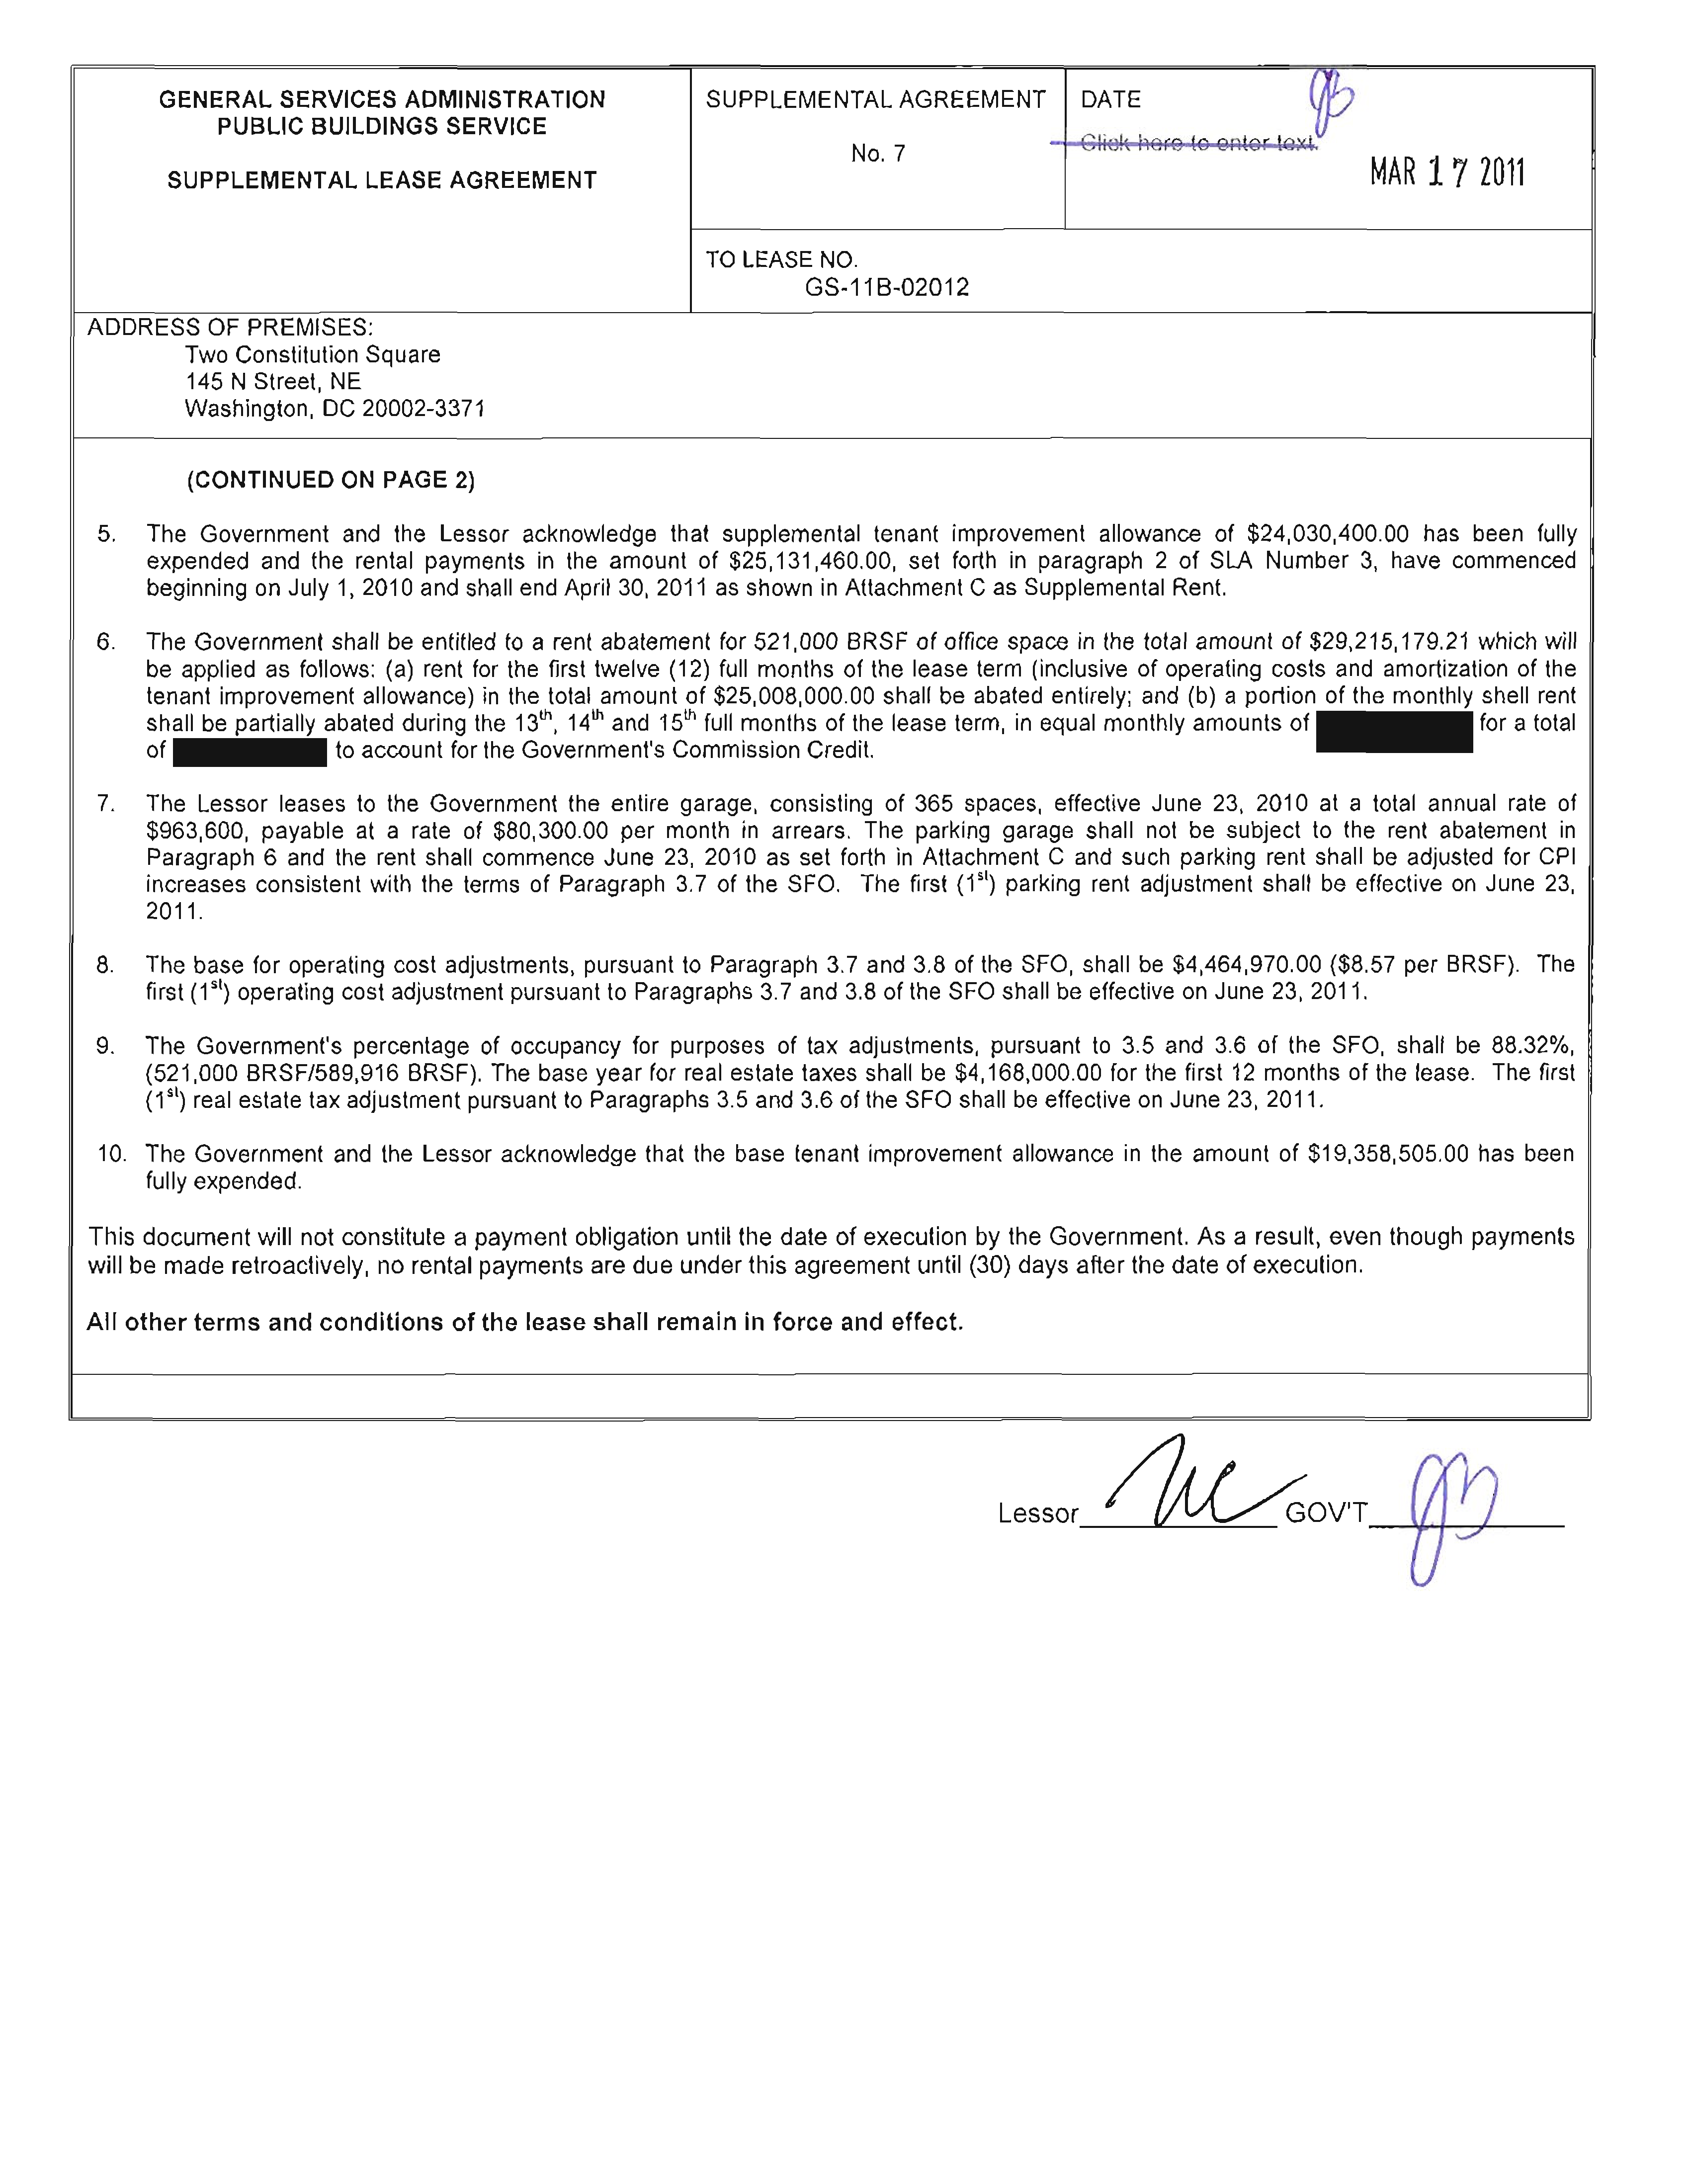 GENERAL SERVICES ADMINISTRATION
PUBLIC BUILDINGS SERVICE
SUPPLEMENTAL LEASE AGREEMENT
SUPPLEMENTAL AGREEMENT
No. 7
DATE
Click here to enter text.
MAR 17 2011
TO LEASE NO.
GS-11B-02012
ADDRESS OF PREMISES:
Two Constitution Square
145 N Street, NE
Washington, DC 20002-3371
(CONTINUED ON PAGE 2)
5. The Government and the Lessor acknowledge that supplemental tenant improvement allowance of $24,030,400.00 has been fully
expended and the rental payments in the amount of $25,131,460.00, set forth in paragraph 2 of SLA Number 3, have commenced
beginning on July 1, 2010 and shall end April 30, 2011 as shown in Attachment C as Supplemental Rent.
6. The Government shall be entitled to a rent abatement for 521,000 BRSF of office space in the total amount of $29,215,179.21 which will
be applied as follows: (a) rent for the first twelve (12) full months of the lease term (inclusive of operating costs and amortization of the
tenant improvement allowance) in the total amount of $25,008,000.00 shall be abated entirely; and (b) a portion of the monthly shell rent
shall be partially abated during the 13th, 14th and 15th full months of the lease term, in equal monthly amounts of for a total
of to account for the Government's Commission Credit.
7. The Lessor leases to the Government the entire garage, consisting of 365 spaces, effective June 23, 2010 at a total annual rate of
$963,600, payable at a rate of $80,300.00 per month in arrears. The parking garage shall not be subject to the rent abatement in
Paragraph 6 and the rent shall commence June 23, 2010 as set forth in Attachment C and such parking rent shall be adjusted for CPI
increases consistent with the terms of Paragraph 3.7 of the SFO. The first (1st) parking rent adjustment shall be effective on June 23,
2011.
8. The base for operating cost adjustments, pursuant to Paragraph 3.7 and 3.8 of the SFO, shall be $4,464,970.00 ($8.57 per BRSF). The
first (1st) operating cost adjustment pursuant to Paragraphs 3.7 and 3.8 of the SFO shall be effective on June 23, 2011.
9. The Government's percentage of occupancy for purposes of tax adjustments, pursuant to 3.5 and 3.6 of the SFO, shall be 88.32%,
(521,000 BRSF/589,916 BRSF). The base year for real estate taxes shall be $4,168,000.00 for the first 12 months of the lease. The first
(1st) real estate tax adjustment pursuant to Paragraphs 3.5 and 3.6 of the SFO shall be effective on June 23, 2011.
10. The Government and the Lessor acknowledge that the base tenant improvement allowance in the amount of $19,358,505.00 has been
fully expended.
This document will not constitute a payment obligation until the date of execution by the Government. As a result, even though payments
will be made retroactively, no rental payments are due under this agreement until (30) days after the date of execution.
All other terms and conditions of the lease shall remain in force and effect.
Lessor GOV'T